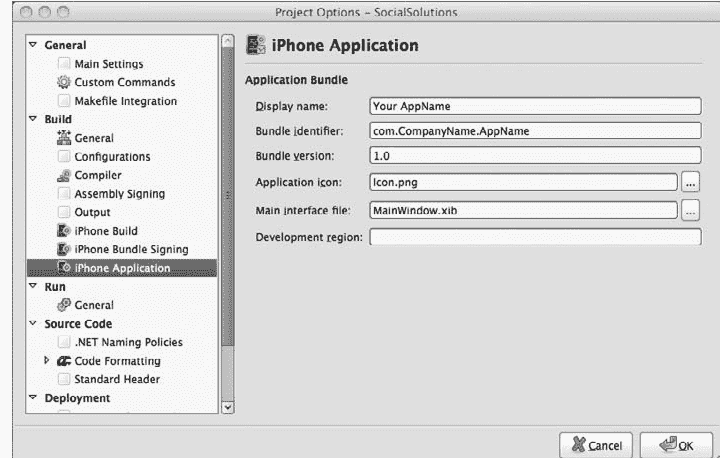 Project Options – SocialSolutions
General
Main Settings
Custom Commands
Makefile Integration
Build
General
Configurations
Compiler
Assembly Signing
Output
iPhone Build
iPhone Bundle Signing
iPhone Application
Run
General
Source Code
.NET Naming Policies
Code Formatting
Standard Header
Deployment
iPhone Application
Application Bundle
Display name: Your AppName
Bundle identifier: com.CompanyName.AppName
Bundle version: 1.0
Application icon: Icon.png ...
Main interface file: MainWindow.xib ...
Development region:
Cancel OK